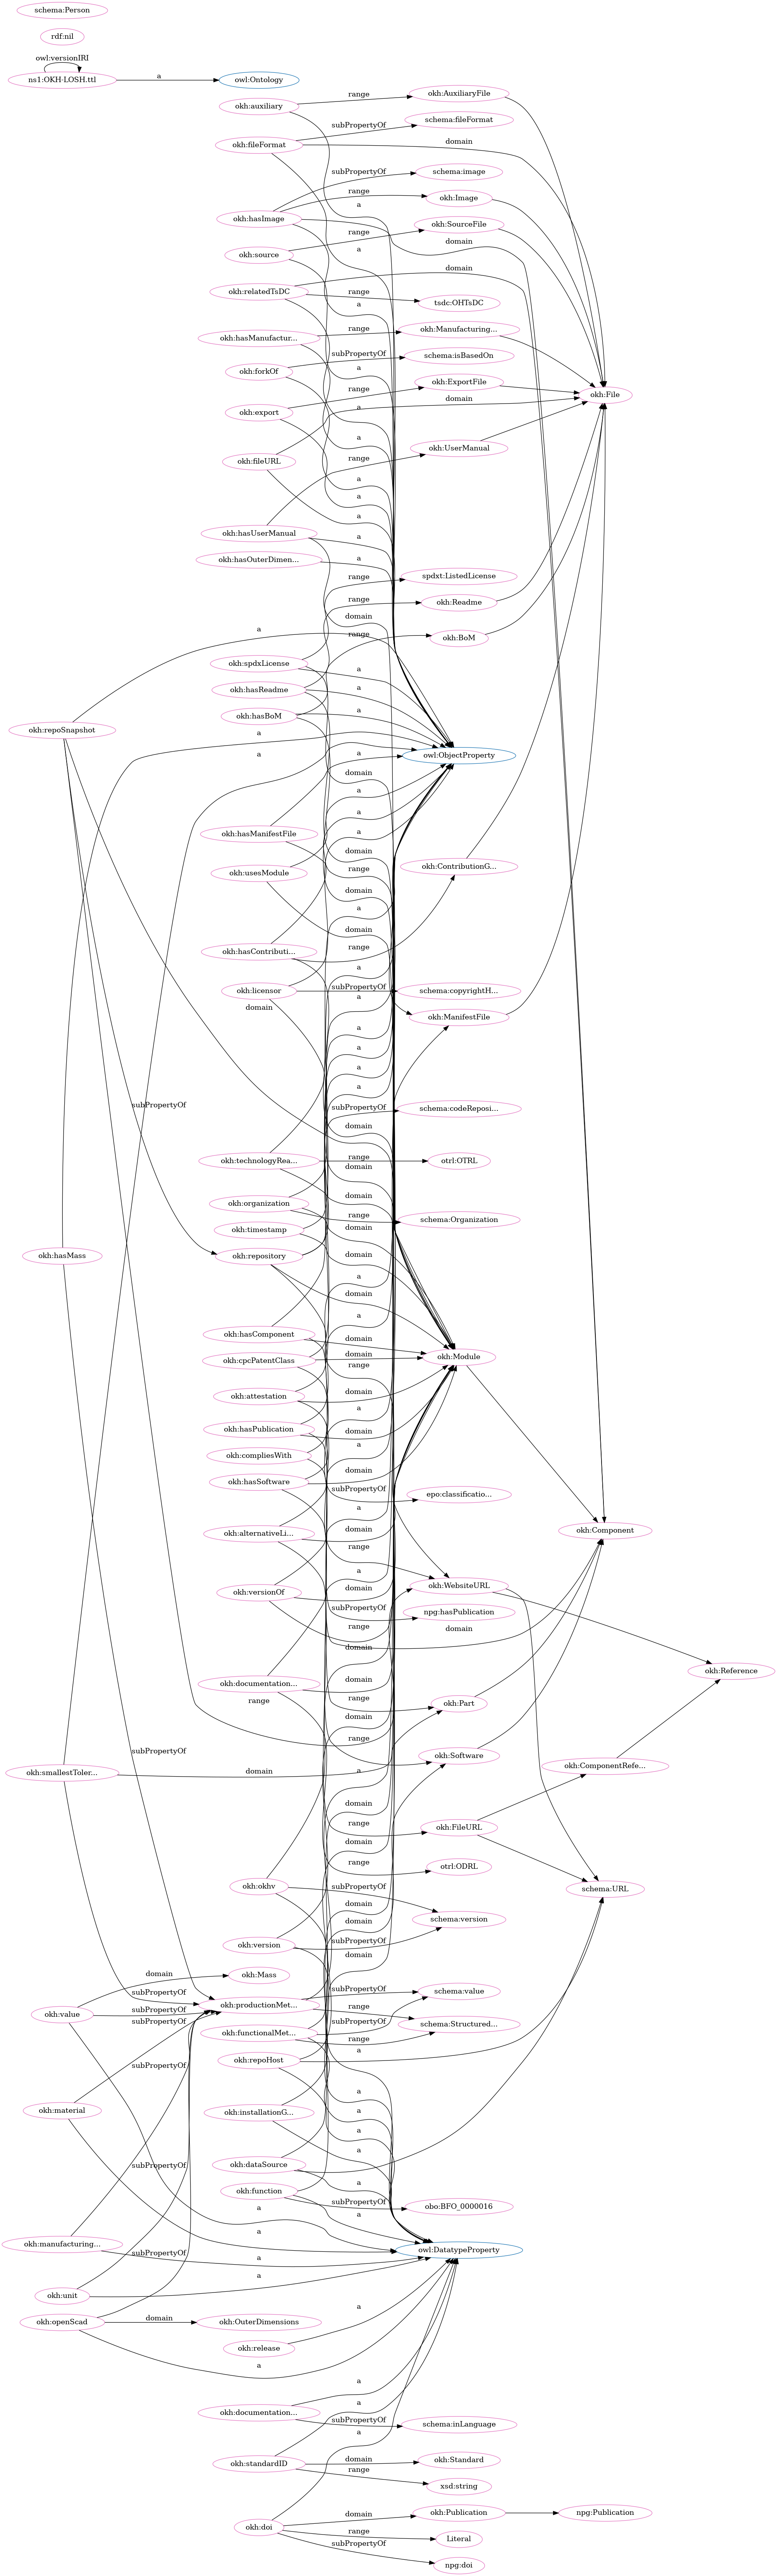 schema:Person
rdf:nil
owl:versionIRI
ns1:OKH-LOSH.ttl
a
owl:Ontology
okh:auxiliary
range
okh:AuxiliaryFile
subPropertyOf
schema:fileFormat
okh:fileFormat
domain
subPropertyOf
schema:image
range
okh:Image
a
okh:hasImage
okh:SourceFile
range
domain
a
okh:source
domain
okh:relatedTsDC
range
tsdc:OHTsDC
a
okh:hasManufactur...
range
okh:Manufacturing...
subPropertyOf
schema:isBasedOn
okh:forkOf
a
okh:ExportFile
range
okh:File
domain
a
okh:export
a
okh:UserManual
range
okh:fileURL
a
a
okh:hasUserManual
a
okh:hasOuterDimen...
a
range
spdxt:ListedLicense
range
okh:Readme
domain
range
okh:BoM
okh:spdxLicense
a
okh:hasReadme
a
okh:hasBoM
a
okh:repoSnapshot
a
a
a
a
owl:ObjectProperty
domain
a
a
okh:hasManifestFile
a
domain
range
okh:ContributionG...
okh:usesModule
domain
a
domain
okh:hasContributi...
range
a
subPropertyOf
okh:licensor
schema:copyrightH...
a
domain
okh:ManifestFile
a
a
a
a
subPropertyOf
subPropertyOf
schema:codeReposi...
domain
okh:technologyRea...
range
otrl:OTRL
domain
domain
okh:organization
range
schema:Organization
okh:timestamp
domain
okh:hasMass
okh:repository
domain
a
domain
a
okh:hasComponent
domain
okh:cpcPatentClass
domain
okh:Module
range
okh:attestation
domain
a
okh:hasPublication
domain
a
okh:compliesWith
domain
okh:hasSoftware
subPropertyOf
epo:classificatio...
a
okh:alternativeLi...
domain
okh:Component
range
a
okh:versionOf
domain
okh:WebsiteURL
subPropertyOf
npg:hasPublication
range
domain
domain
okh:Reference
okh:documentation...
domain
range
range
okh:Part
domain
range
okh:Software
subPropertyOf
okh:smallestToler...
domain
a
okh:ComponentRefe...
domain
range
okh:FileURL
domain
range
otrl:ODRL
okh:okhv
subPropertyOf
schema:URL
domain
schema:version
domain
subPropertyOf
okh:version
domain
domain
okh:Mass
subPropertyOf
subPropertyOf
schema:value
okh:value
subPropertyOf
okh:productionMet...
range
subPropertyOf
subPropertyOf
schema:Structured...
okh:functionalMet...
range
a
okh:repoHost
subPropertyOf
a
okh:material
okh:installationG...
a
a
a
subPropertyOf
okh:dataSource
a
okh:function
subPropertyOf
obo:BFO_0000016
a
a
a
okh:manufacturing...
subPropertyOf
a
owl:DatatypeProperty
okh:unit
a
okh:openScad
domain
okh:OuterDimensions
a
okh:release
a
a
okh:documentation...
subPropertyOf
schema:inLanguage
a
a
okh:standardID
domain
okh:Standard
range
xsd:string
okh:doi
domain
okh:Publication
npg:Publication
range
Literal
subPropertyOf
npg:doi